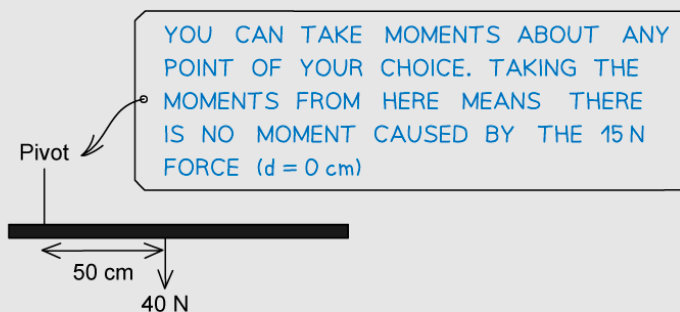 YOU CAN TAKE MOMENTS ABOUT ANY
POINT OF YOUR CHOICE. TAKING THE
MOMENTS FROM HERE MEANS THERE
IS NO MOMENT CAUSED BY THE 15 N
FORCE (d = 0 cm)
Pivot
50 cm
40 N